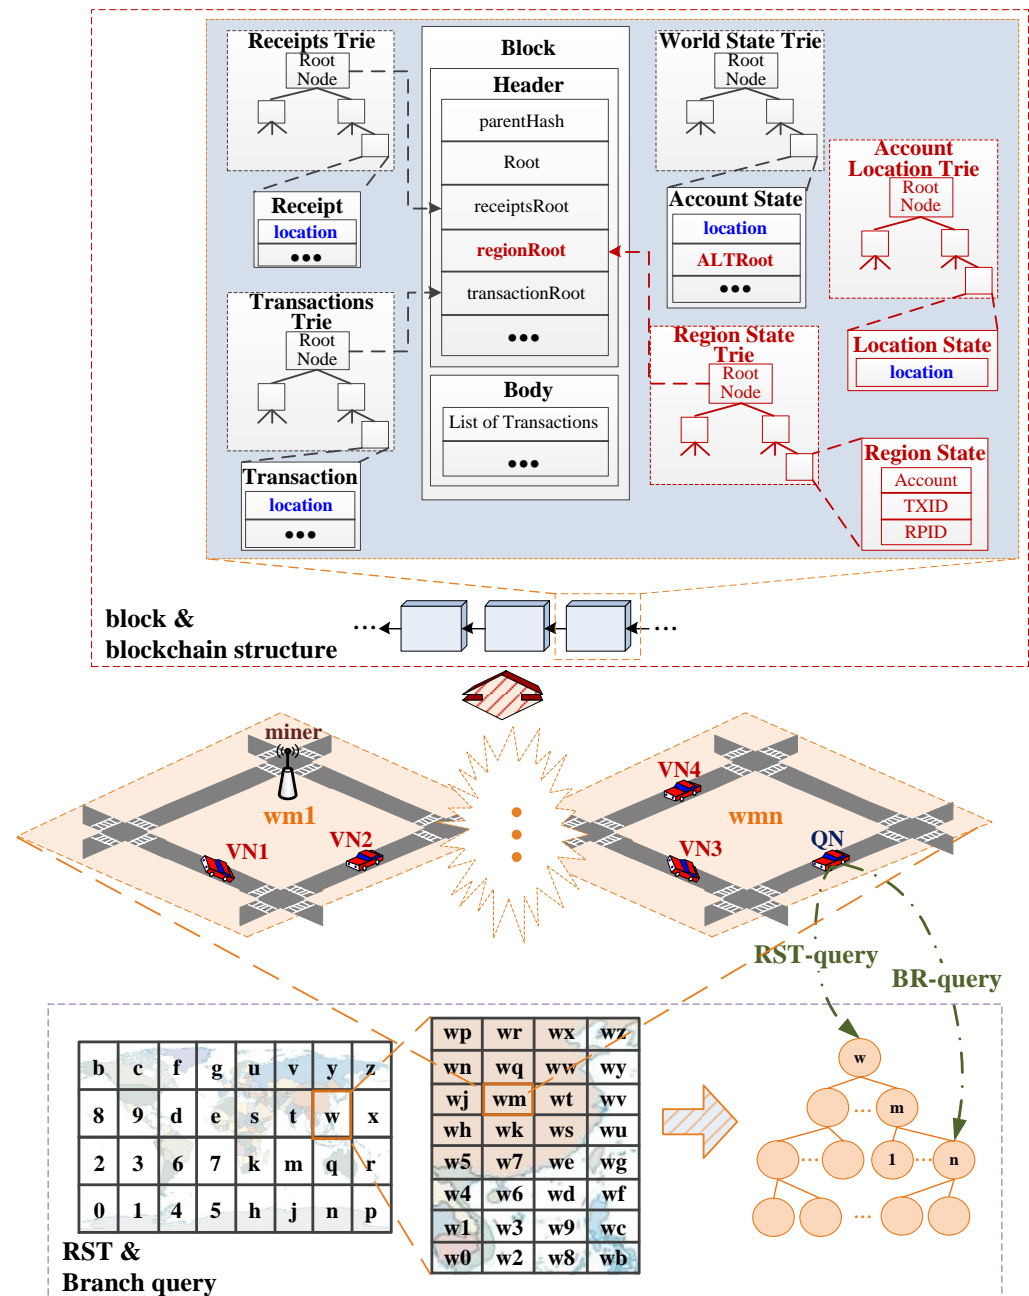 Receipts Trie
Root
Node
Receipt
location
●●●
Transactions
Trie
Root
Node
Transaction
location
●●●
Block
Header
parentHash
Root
receiptsRoot
regionRoot
transactionRoot
●●●
Body
List of Transactions
●●●
World State Trie
Root
Node
Account State
location
ALTRoot
●●●
Account
Location Trie
Root
Node
Location State
location
Region State
Trie
Root
Node
Region State
Account
TXID
RPID
block &
blockchain structure
... ...
miner
wm1
VN1
VN2
VN4
wmn
VN3
QN
RST-query
BR-query
b c f g u v y z
8 9 d e s t w x
2 3 6 7 k m q r
0 1 4 5 h j n p
wp wr wx wz
wn wq ww wy
wj wm wt wv
wh wk ws wu
w5 w7 we wg
w4 w6 wd wf
w1 w3 w9 wc
w0 w2 w8 wb
w
... m
... 1 ... n
...
RST &
Branch query